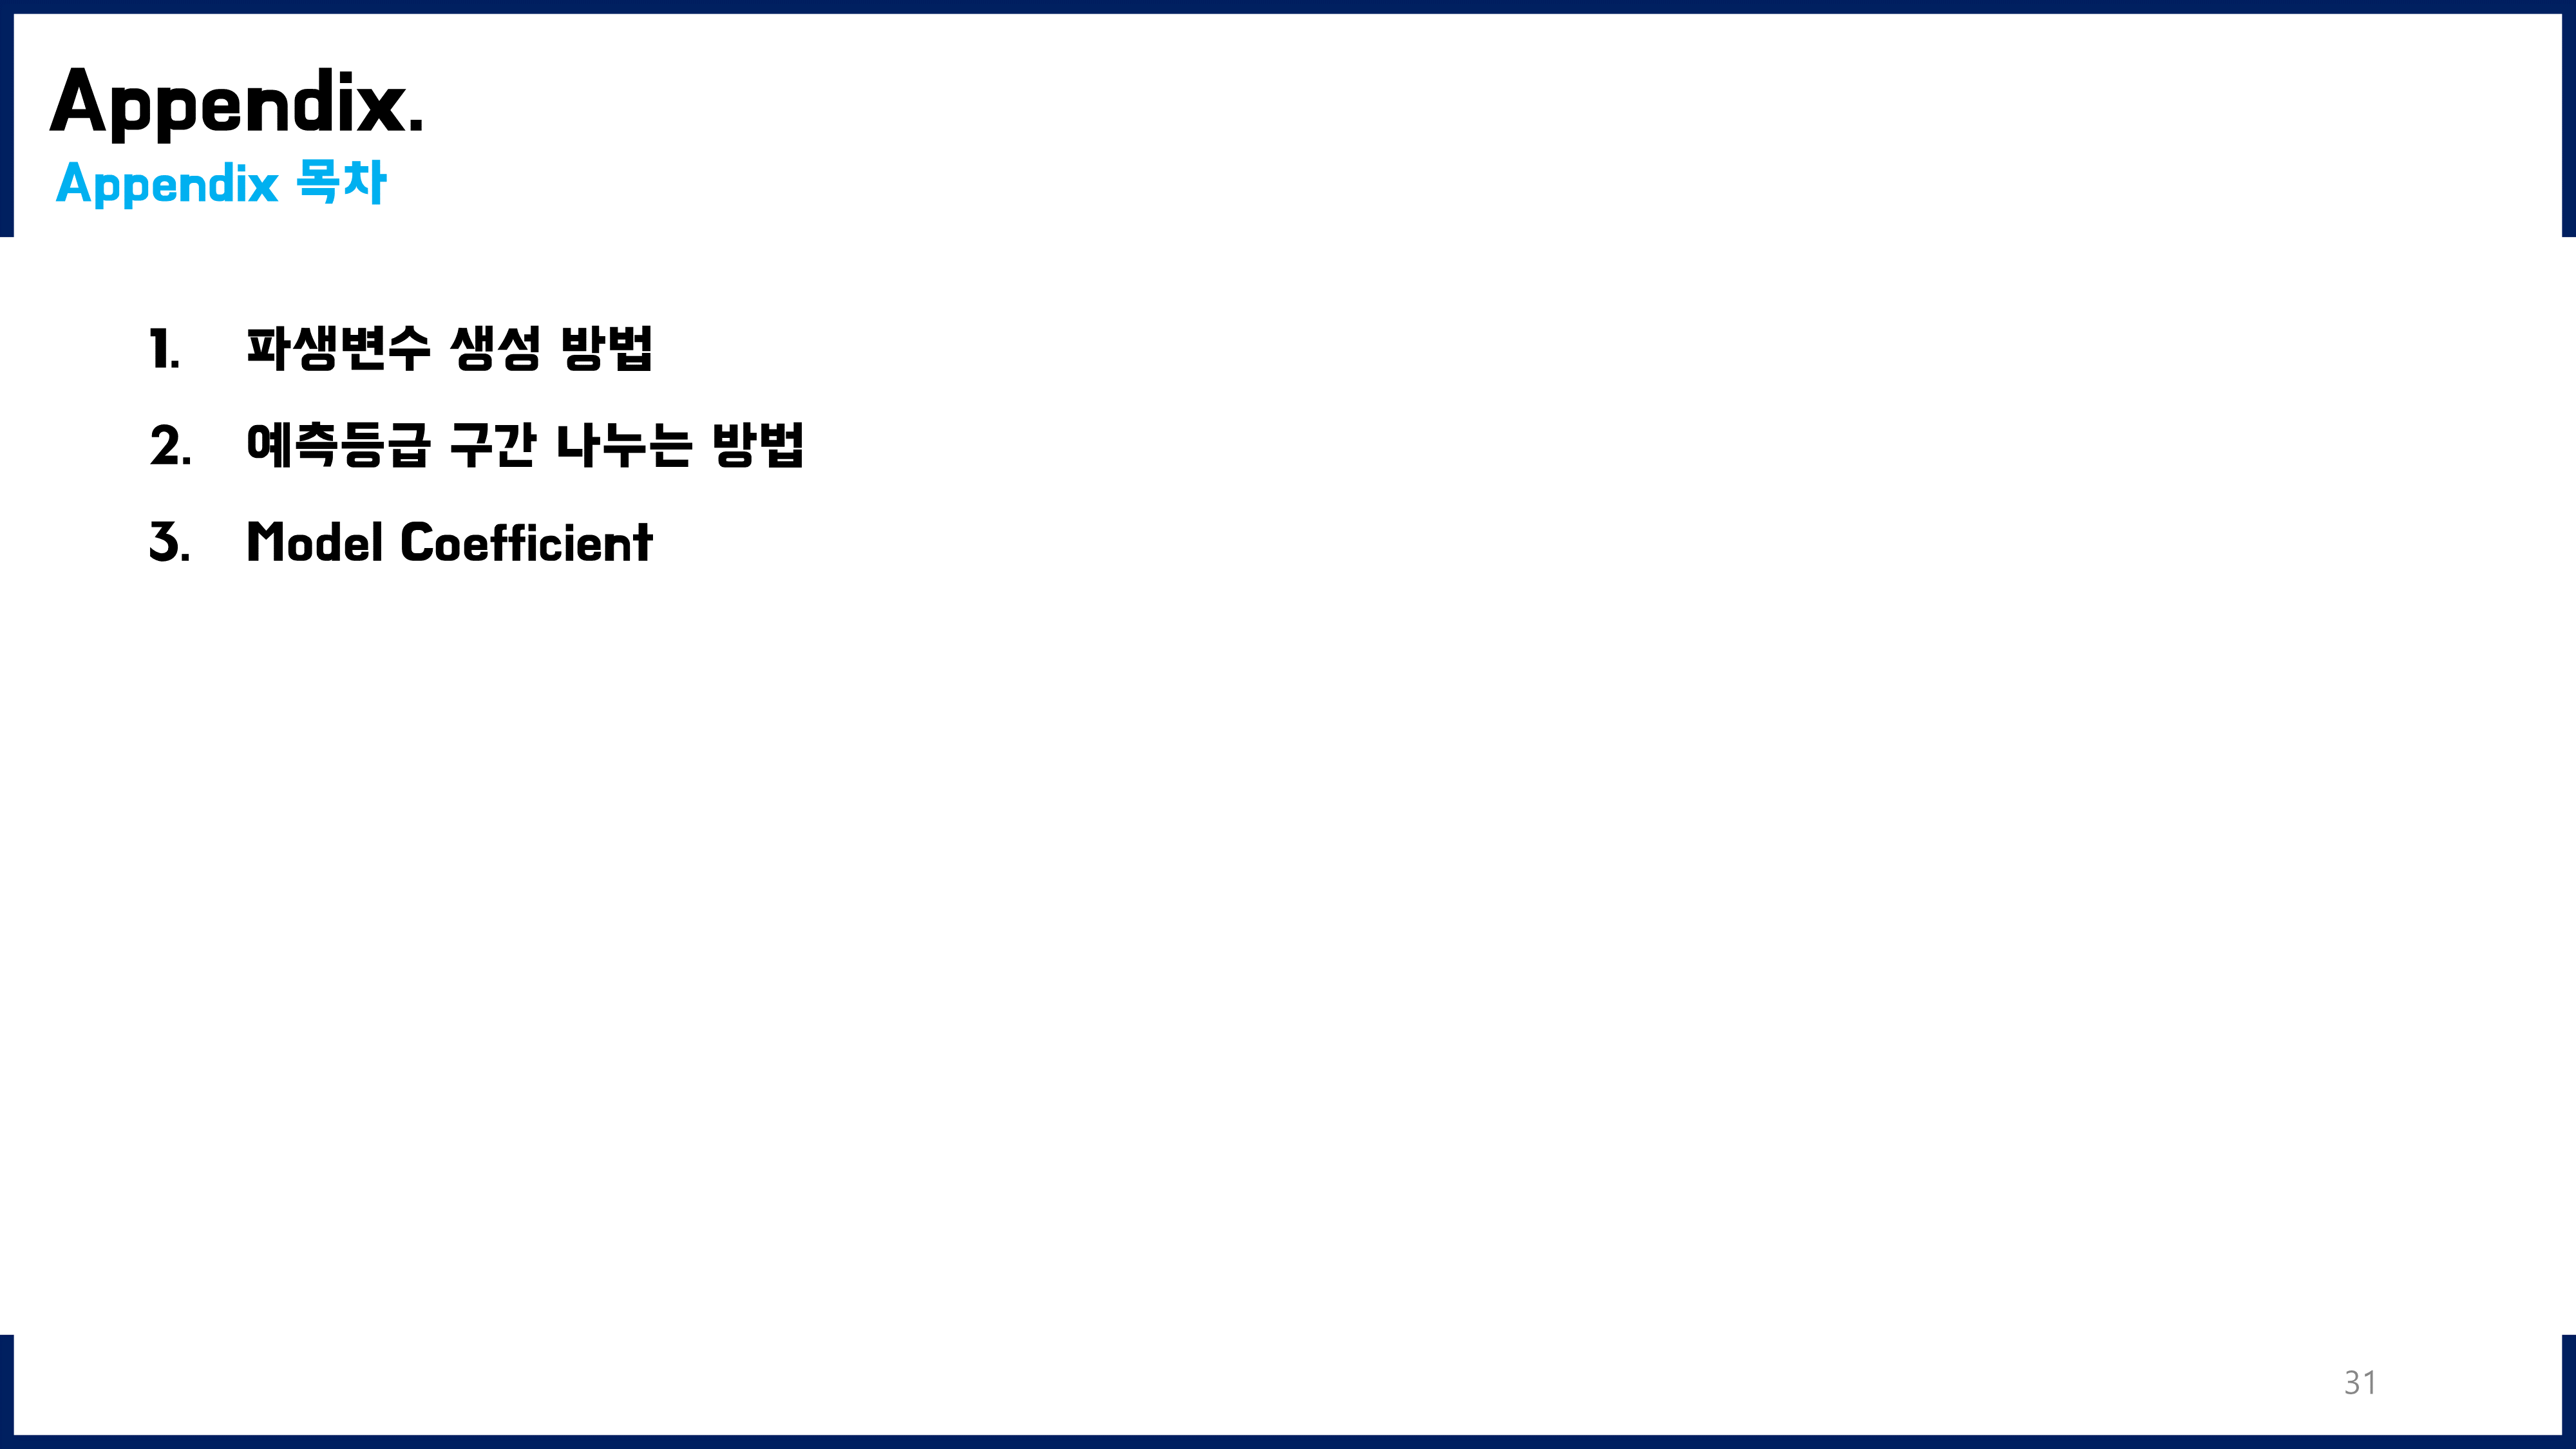 Appendix.
Appendix 목차
1. 파생변수 생성 방법
2. 예측등급 구간 나누는 방법
3. Model Coefficient
31